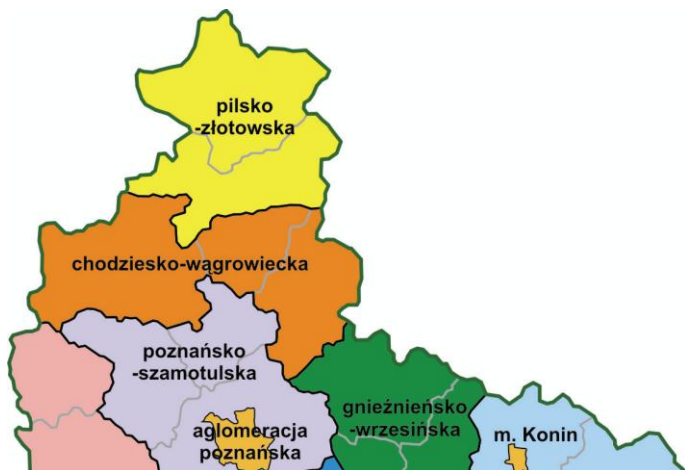 pilsko
-złotowska
chodziesko-wągrowiecka
poznańsko
-szamotulska
gnieźnieńsko
-wrzesińska
m. Konin
aglomeracja
poznańska